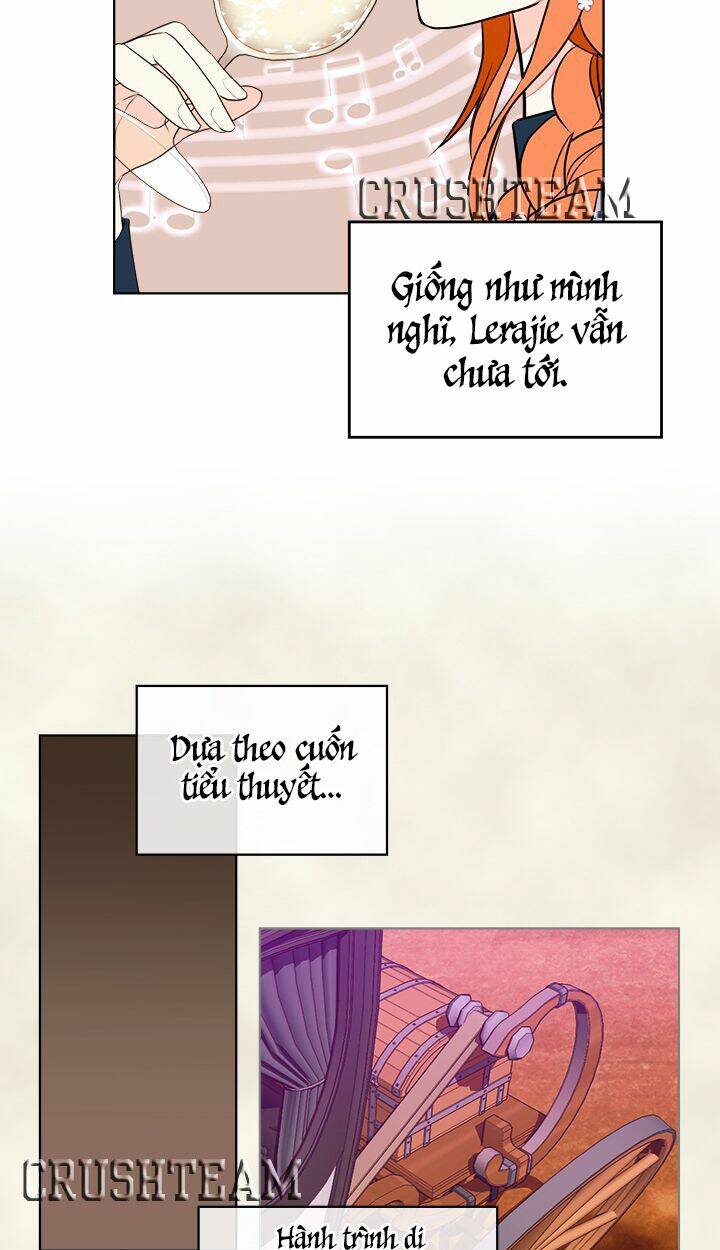 CRUSHTEAM
Giống như mình
nghĩ, Lerajie vẫn
chưa tới.
Dựa theo cuốn
tiểu thuyết...
CRUSHTEAM
Hành trình di